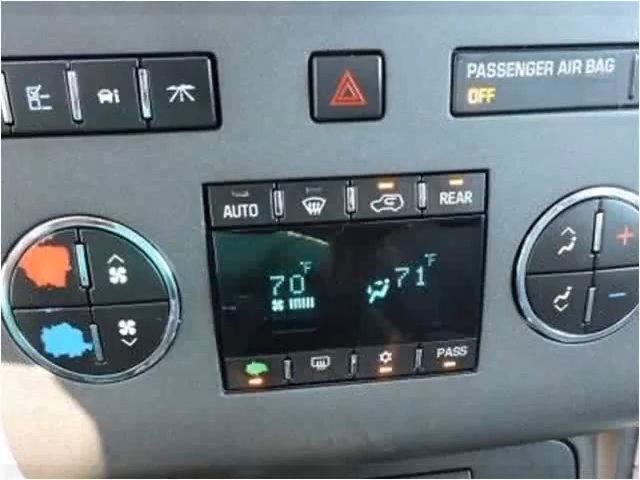 PASSENGER AIR BAG
OFF
AUTO
REAR
70°F
71°F
PASS